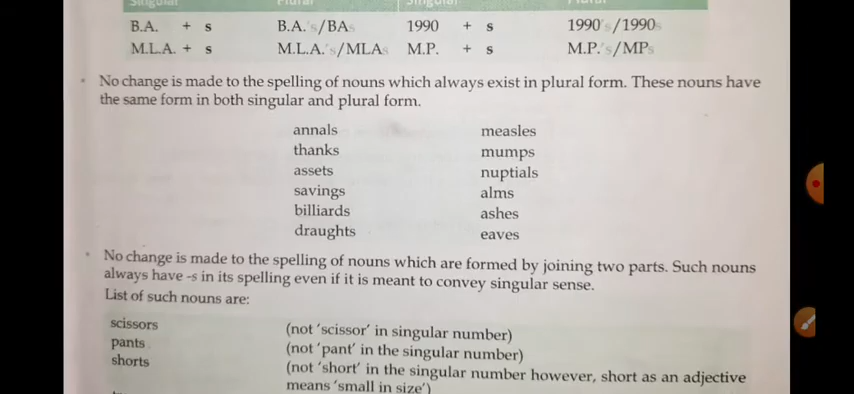 Singular Plural Singular Plural
B.A. + s B.A.'s/BAs 1990 + s 1990's/1990s
M.L.A. + s M.L.A.'s/MLAs M.P. + s M.P.'s/MPs
• No change is made to the spelling of nouns which always exist in plural form. These nouns have
the same form in both singular and plural form.
annals measles
thanks mumps
assets nuptials
savings alms
billiards ashes
draughts eaves
• No change is made to the spelling of nouns which are formed by joining two parts. Such nouns
always have -s in its spelling even if it is meant to convey singular sense.
List of such nouns are:
scissors (not 'scissor' in singular number)
pants (not 'pant' in the singular number)
shorts (not 'short' in the singular number however, short as an adjective
means 'small in size')